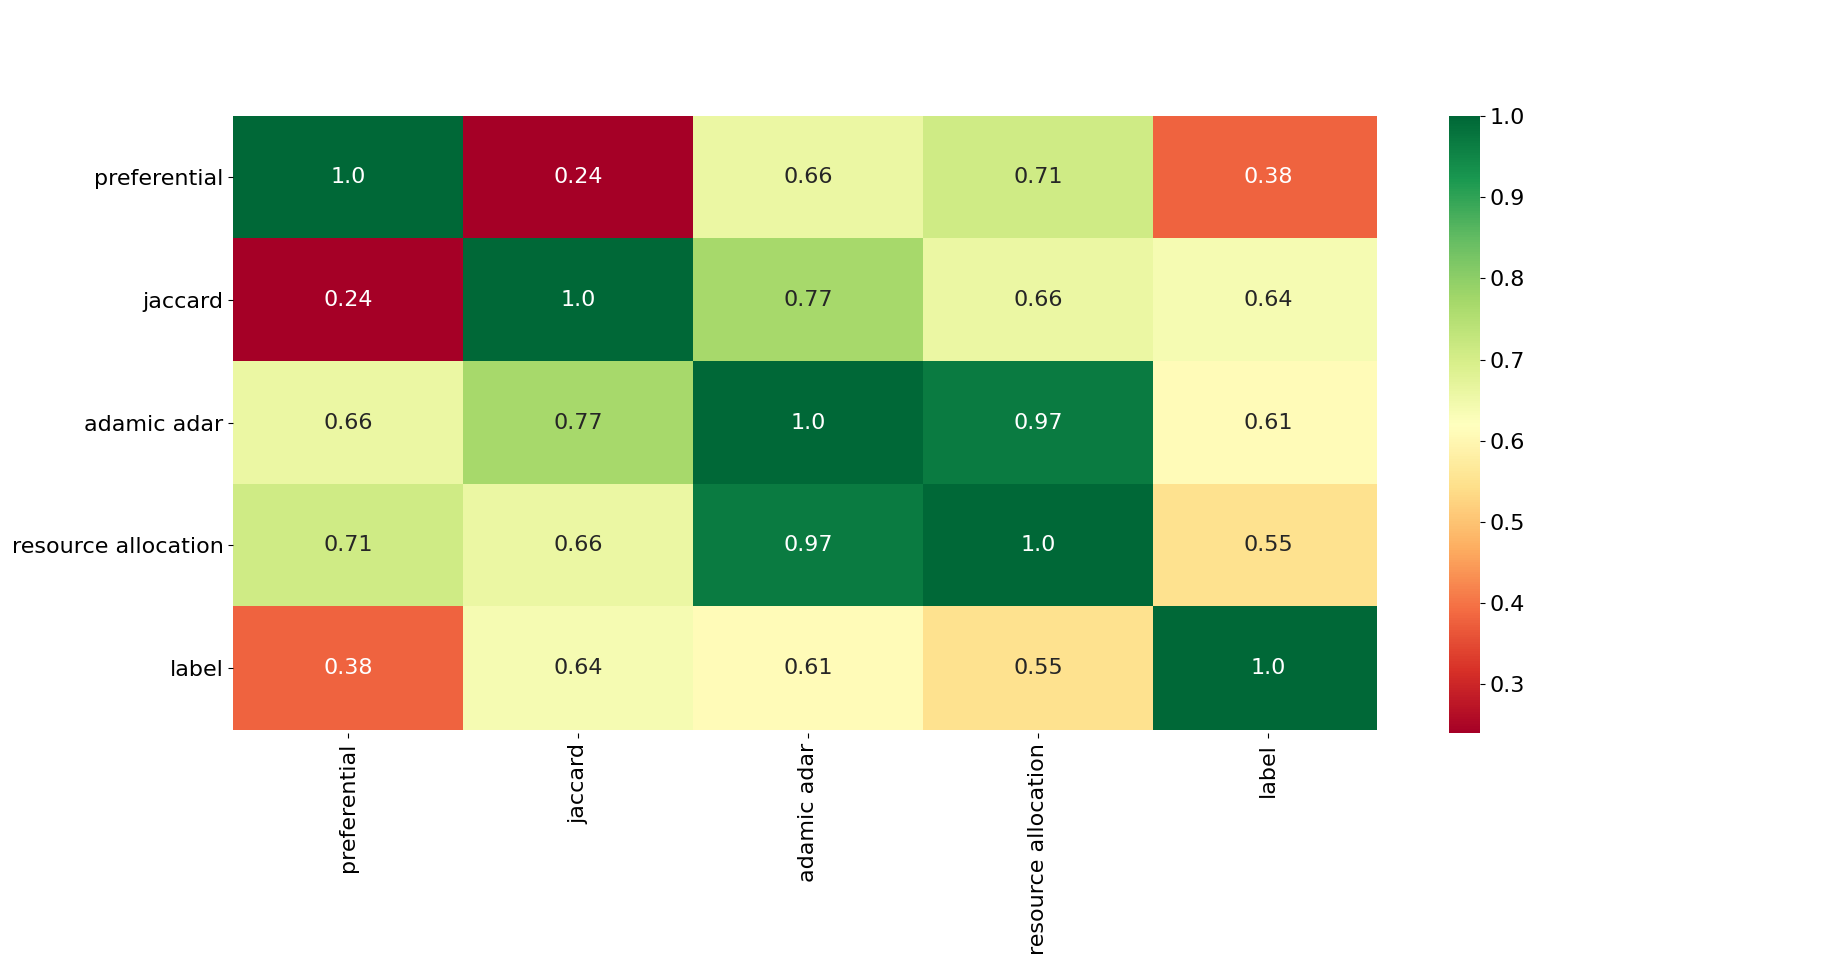 preferential 1.0 0.24 0.66 0.71 0.38
jaccard 0.24 1.0 0.77 0.66 0.64
adamic adar 0.66 0.77 1.0 0.97 0.61
resource allocation 0.71 0.66 0.97 1.0 0.55
label 0.38 0.64 0.61 0.55 1.0
preferential
jaccard
adamic adar
resource allocation
label
1.0
0.9
0.8
0.7
0.6
0.5
0.4
0.3